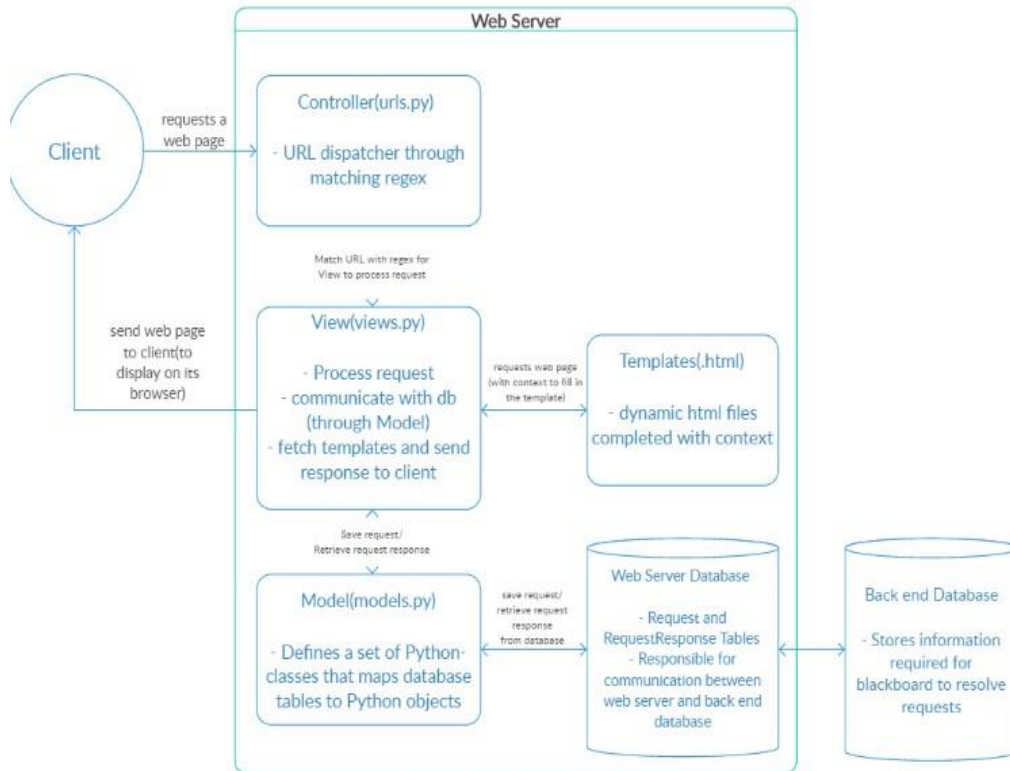 Web Server
Client
requests a
web page
Controller(urls.py)
- URL dispatcher through
matching regex
Match URL with regex for
View to process request
send web page
to client(to
display on its
browser)
View(views.py)
- Process request
- communicate with db
(through Model)
- fetch templates and send
response to client
requests web page
(with context to fill in
the template)
Templates(.html)
- dynamic html files
completed with context
Seve request/
Retrieve request response
Model(models.py)
- Defines a set of Python-
classes that maps database
tables to Python objects
save request/
retrieve request
response
from database
Web Server Database
- Request and
RequestResponse Tables
- Responsible for
communication between
web server and back end
database
Back end Database
- Stores information
required for
blackboard to resolve
requests